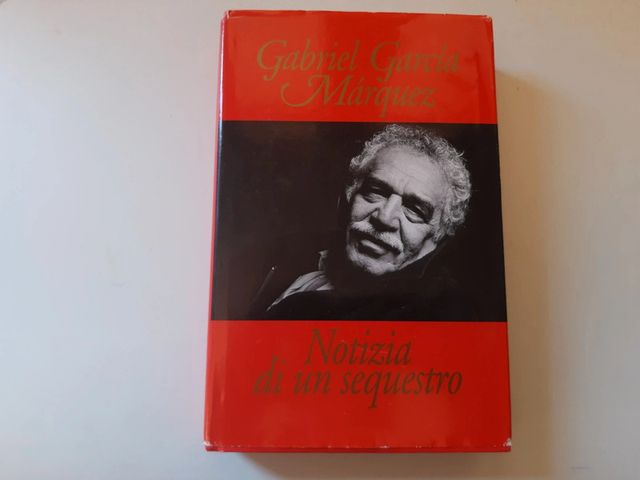 Gabriel García
Márquez
Notizia
di un sequestro